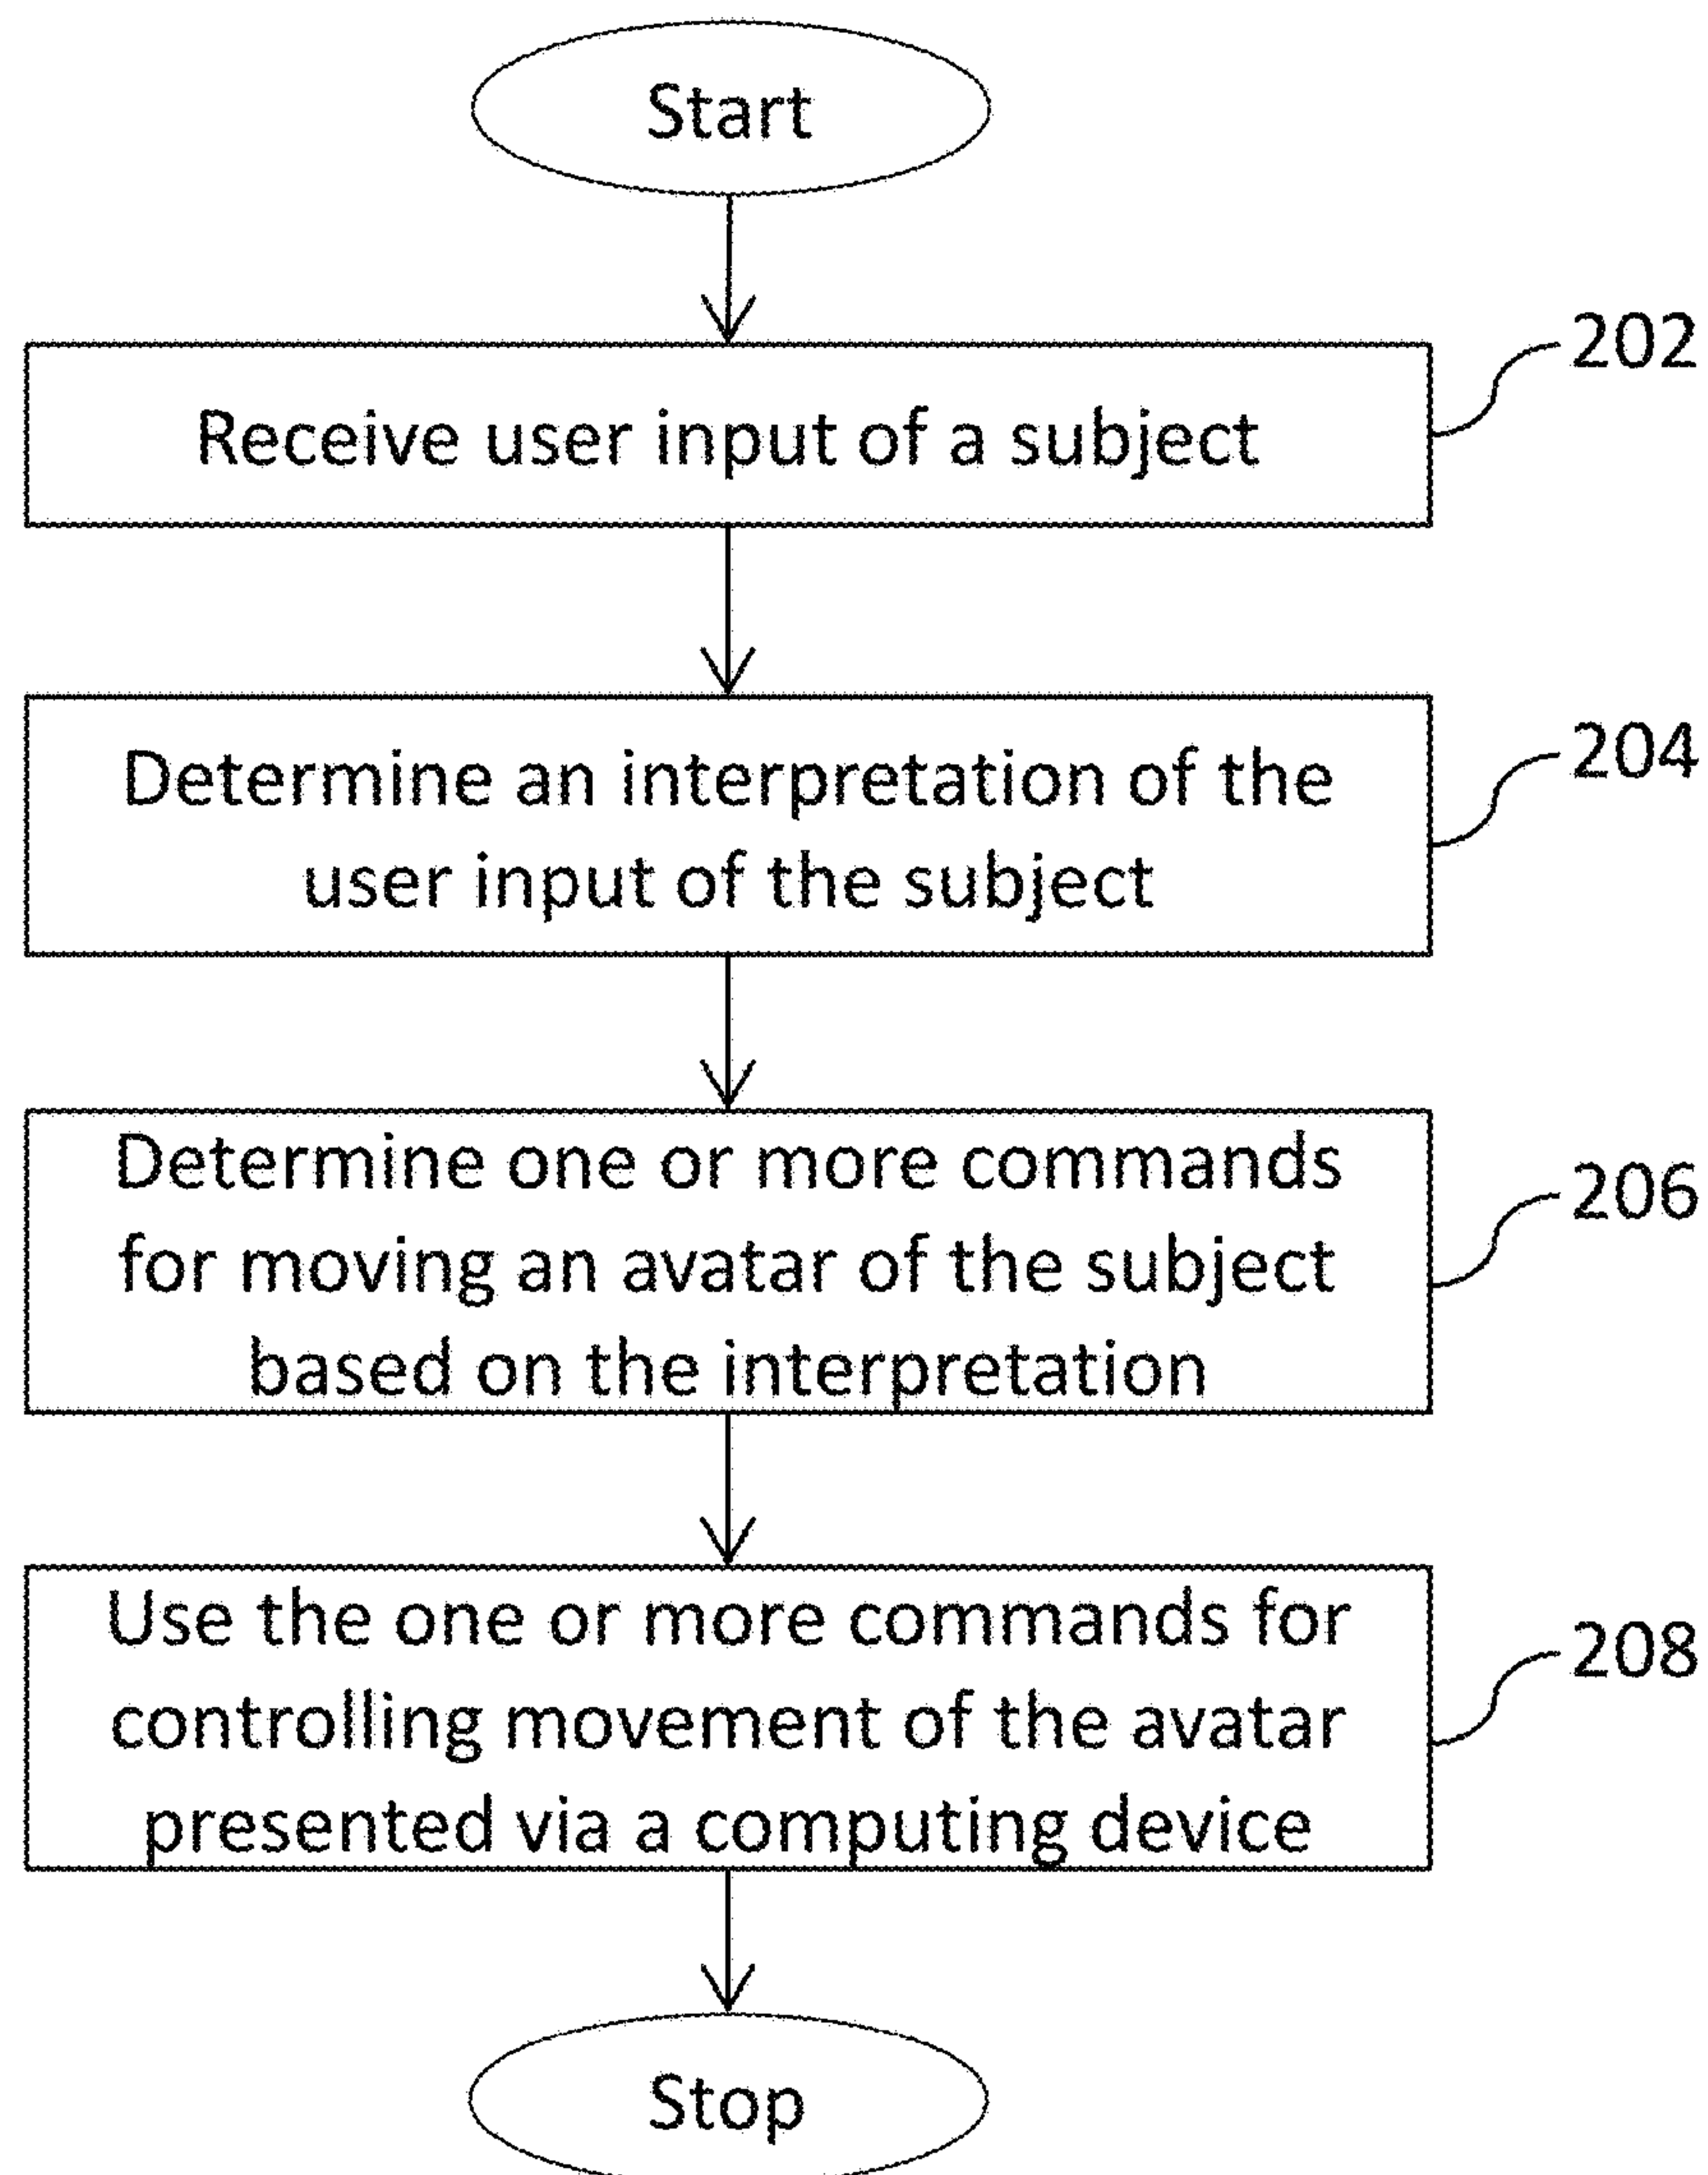 Start
202
Receive user input of a subject
204
Determine an interpretation of the
user input of the subject
206
Determine one or more commands
for moving an avatar of the subject
based on the interpretation
208
Use the one or more commands for
controlling movement of the avatar
presented via a computing device
Stop